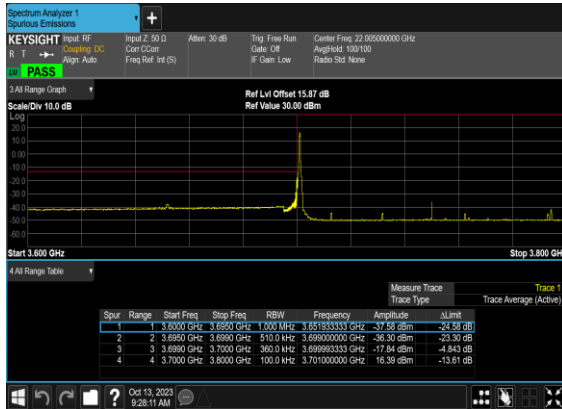 Spectrum Analyzer 1
Spurious Emissions
KEYSIGHT Input: RF Input Z: 50 Ω Atten: 30 dB Trig: Free Run Center Freq: 22.005000000 GHz
R T Coupling: DC Corr CCorr Gate: Off Avg|Hold: 100/100
Align: Auto Freq Ref: Int (S) IF Gain: Low Radio Std: None
PASS
3 All Range Graph Ref Lvl Offset 15.87 dB
Scale/Div 10.0 dB Ref Value 30.00 dBm
Log
20.0
10.0
0.00
-10.0
-20.0
-30.0
-40.0
-50.0
-60.0
Start 3.600 GHz Stop 3.800 GH
4 All Range Table
Measure Trace Trace 1
Trace Type Trace Average (Active)
Spur Range Start Freq Stop Freq RBW Frequency Amplitude ΔLimit
1 1 3.6000 GHz 3.6950 GHz 1.000 MHz 3.651933333 GHz -37.58 dBm -24.58 dB
2 2 3.6950 GHz 3.6990 GHz 510.0 kHz 3.699000000 GHz -36.30 dBm -23.30 dB
3 3 3.6990 GHz 3.7000 GHz 360.0 kHz 3.699993333 GHz -17.84 dBm -4.843 dB
4 4 3.7000 GHz 3.8000 GHz 100.0 kHz 3.701000000 GHz 16.39 dBm -13.61 dB
? Oct 13, 2023
9:28:11 AM